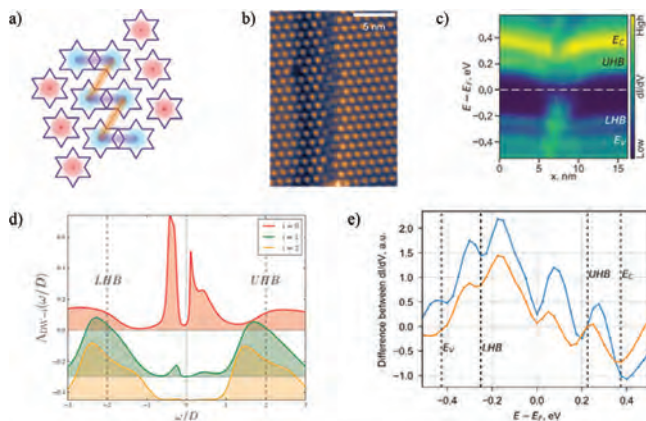 a)
b)
nm
c)
0.4
0.2
0.0
−0.2
E_C
UHB
LHB
E_V
E−E_F, eV
0 5 10 15
x, nm
High
dI/dV
Low
d)
LHB
UHB
i = 0
i = 1
i = 2
0.2
0.0
ω/D
e)
Difference between dI/dV, a.u.
2.0
1.5
1.0
0.5
0.0
−0.5
−1.0
E_V
LHB
UHB
E_C
−0.4 −0.2 0.0 0.2 0.4
E−E_F, eV